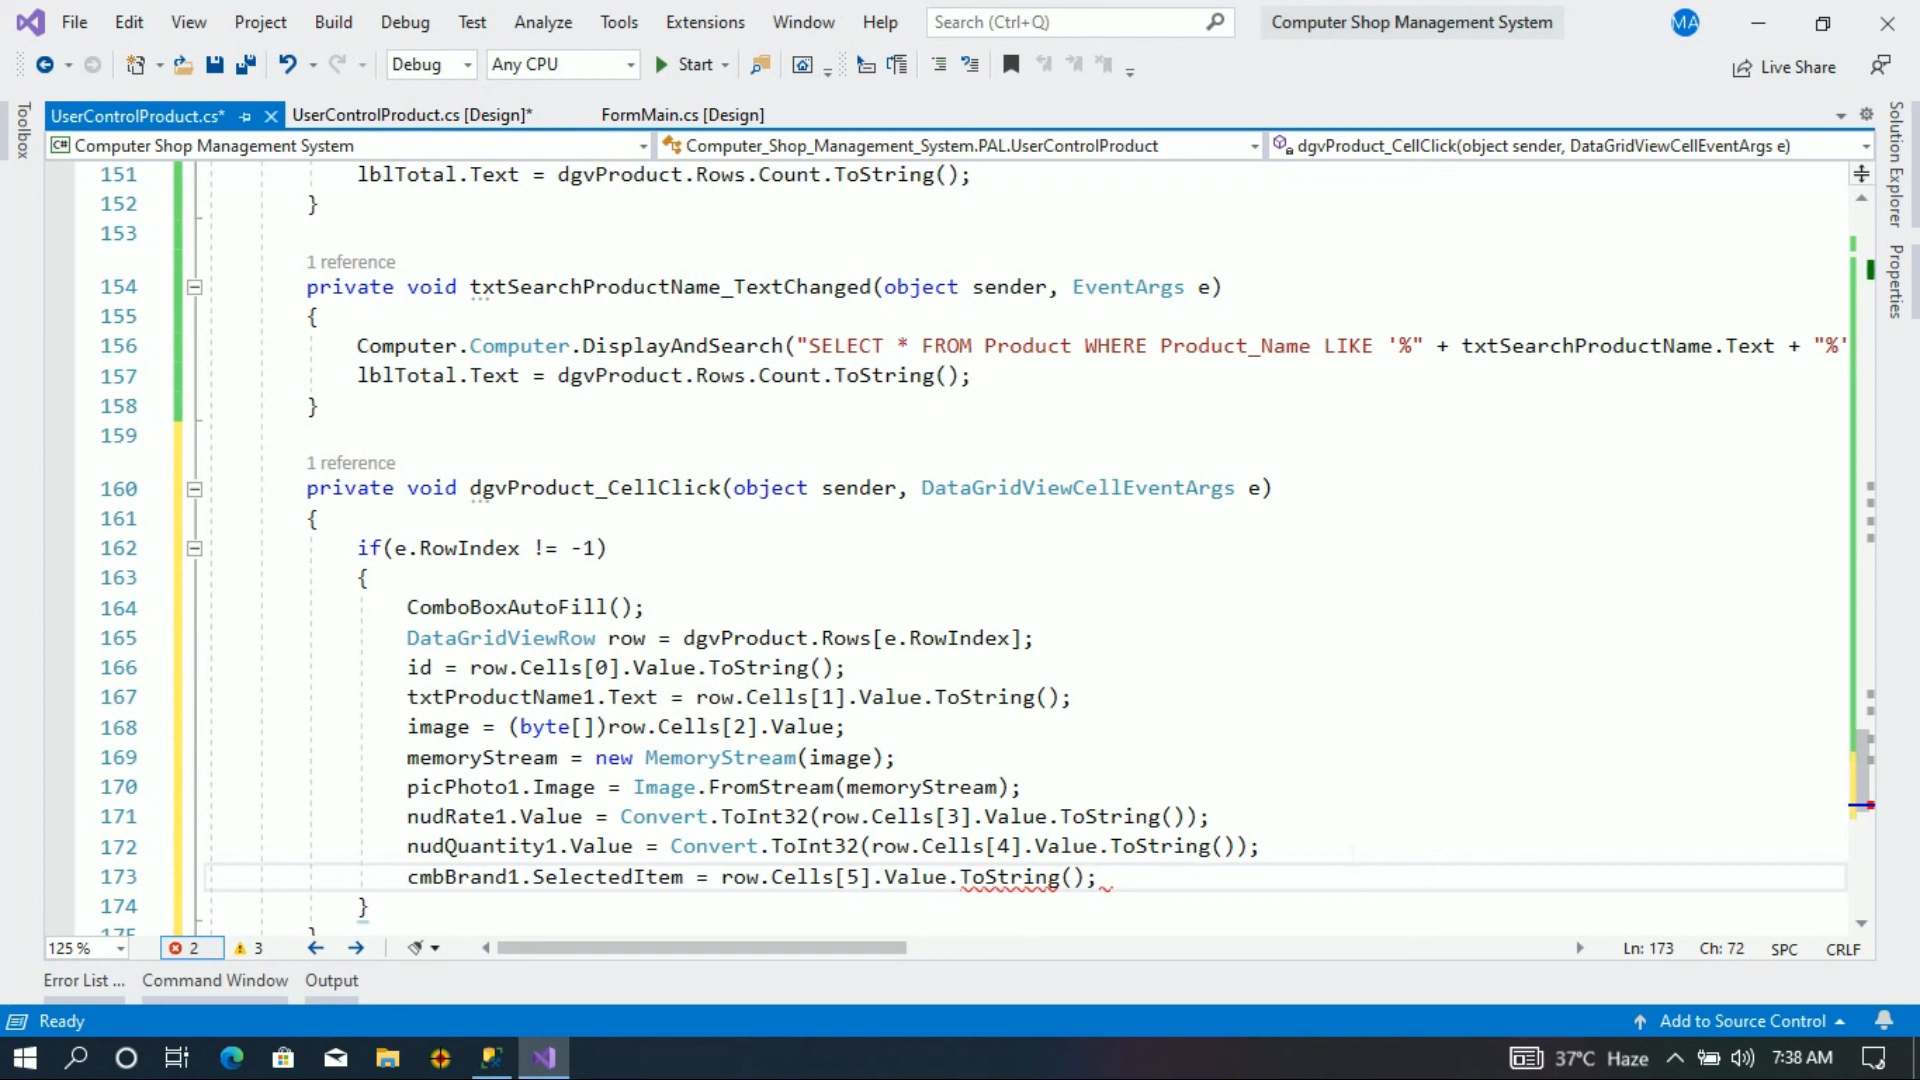 File Edit View Project Build Debug Test Analyze Tools Extensions Window Help Search (Ctrl+Q) Computer Shop Management System MA
Debug Any CPU Start Live Share
Toolbox
UserControlProduct.cs* UserControlProduct.cs [Design]* FormMain.cs [Design]
C# Computer Shop Management System Computer_Shop_Management_System.PAL.UserControlProduct dgvProduct_CellClick(object sender, DataGridViewCellEventArgs e)
Solution Explorer
Properties
151 lblTotal.Text = dgvProduct.Rows.Count.ToString();
152 }
153
1 reference
154 private void txtSearchProductName_TextChanged(object sender, EventArgs e)
155 {
156 Computer.Computer.DisplayAndSearch("SELECT * FROM Product WHERE Product_Name LIKE '%" + txtSearchProductName.Text + "%'
157 lblTotal.Text = dgvProduct.Rows.Count.ToString();
158 }
159
1 reference
160 private void dgvProduct_CellClick(object sender, DataGridViewCellEventArgs e)
161 {
162 if(e.RowIndex != -1)
163 {
164 ComboBoxAutoFill();
165 DataGridViewRow row = dgvProduct.Rows[e.RowIndex];
166 id = row.Cells[0].Value.ToString();
167 txtProductName1.Text = row.Cells[1].Value.ToString();
168 image = (byte[])row.Cells[2].Value;
169 memoryStream = new MemoryStream(image);
170 picPhoto1.Image = Image.FromStream(memoryStream);
171 nudRate1.Value = Convert.ToInt32(row.Cells[3].Value.ToString());
172 nudQuantity1.Value = Convert.ToInt32(row.Cells[4].Value.ToString());
173 cmbBrand1.SelectedItem = row.Cells[5].Value.ToString();
174 }
175 }
125 % 2 3 Ln: 173 Ch: 72 SPC CRLF
Error List ... Command Window Output
Ready Add to Source Control
37°C Haze 7:38 AM